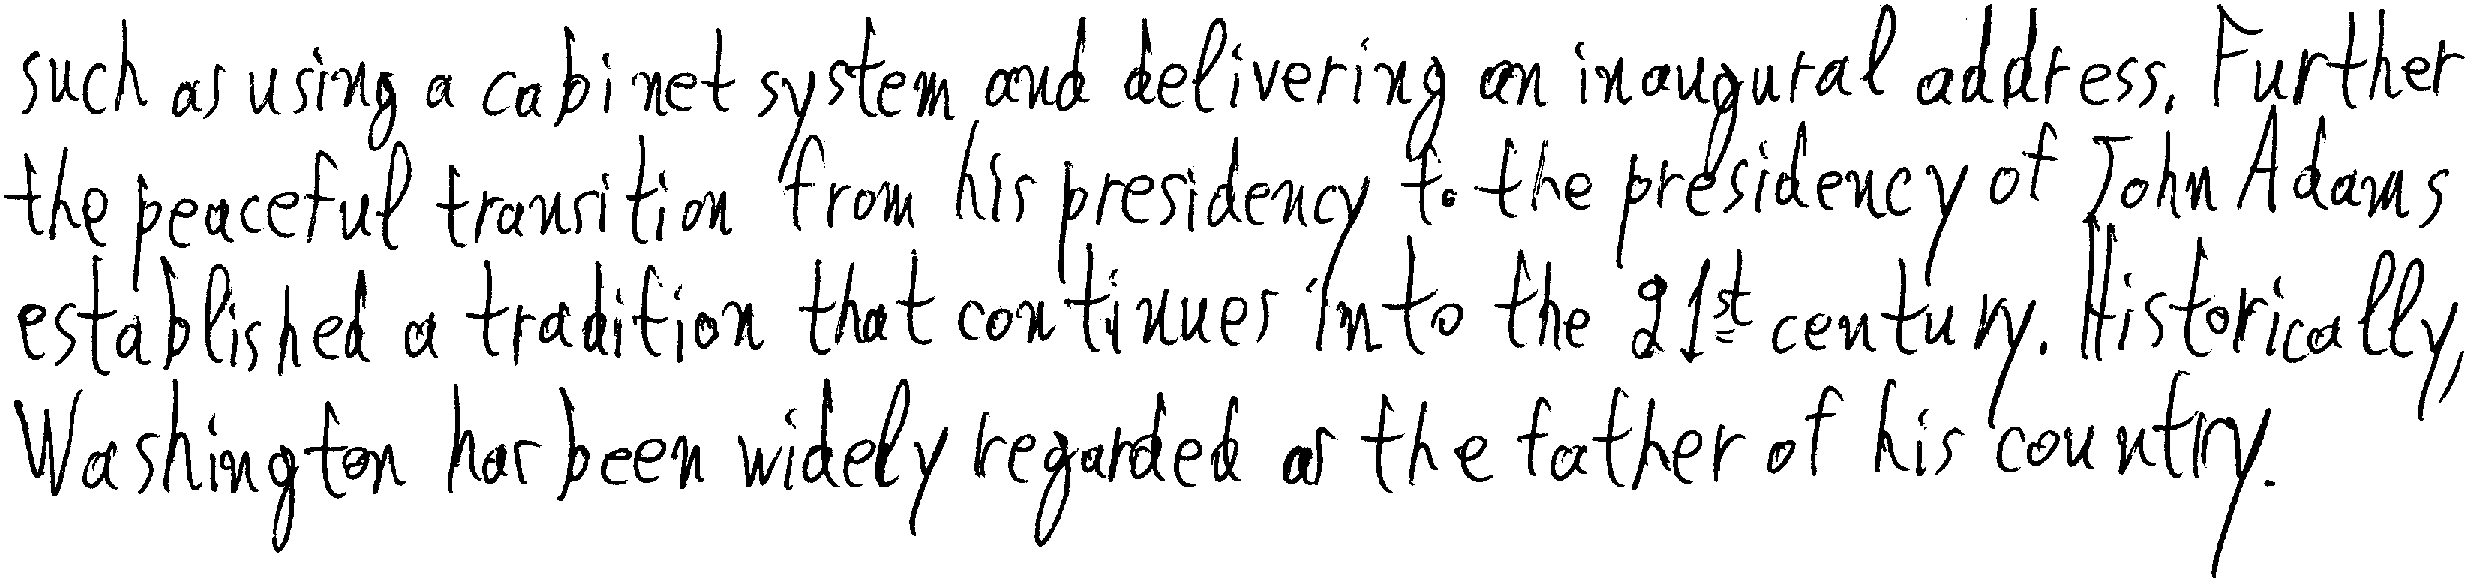 such as using a cabinet system and delivering an inaugural address. Further
the peaceful transition from his presidency to the presidency of John Adams
established a tradition that continues into the 21st century. Historically,
Washington has been widely regarded as the father of his country.